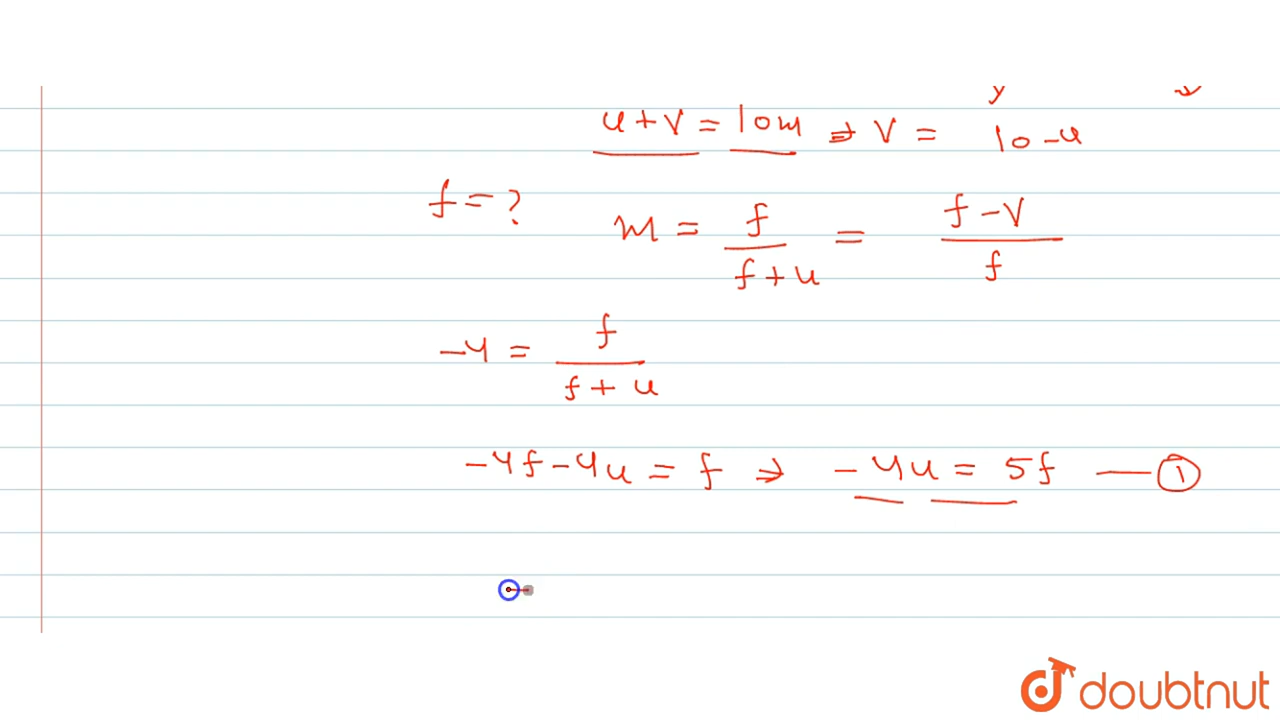 u + v = 10m ⇒ v = 10 - u
f = ?
m = f / f + u = f - v / f
-4 = f / f + u
-4f - 4u = f ⇒ -4u = 5f — ①
doubtnut